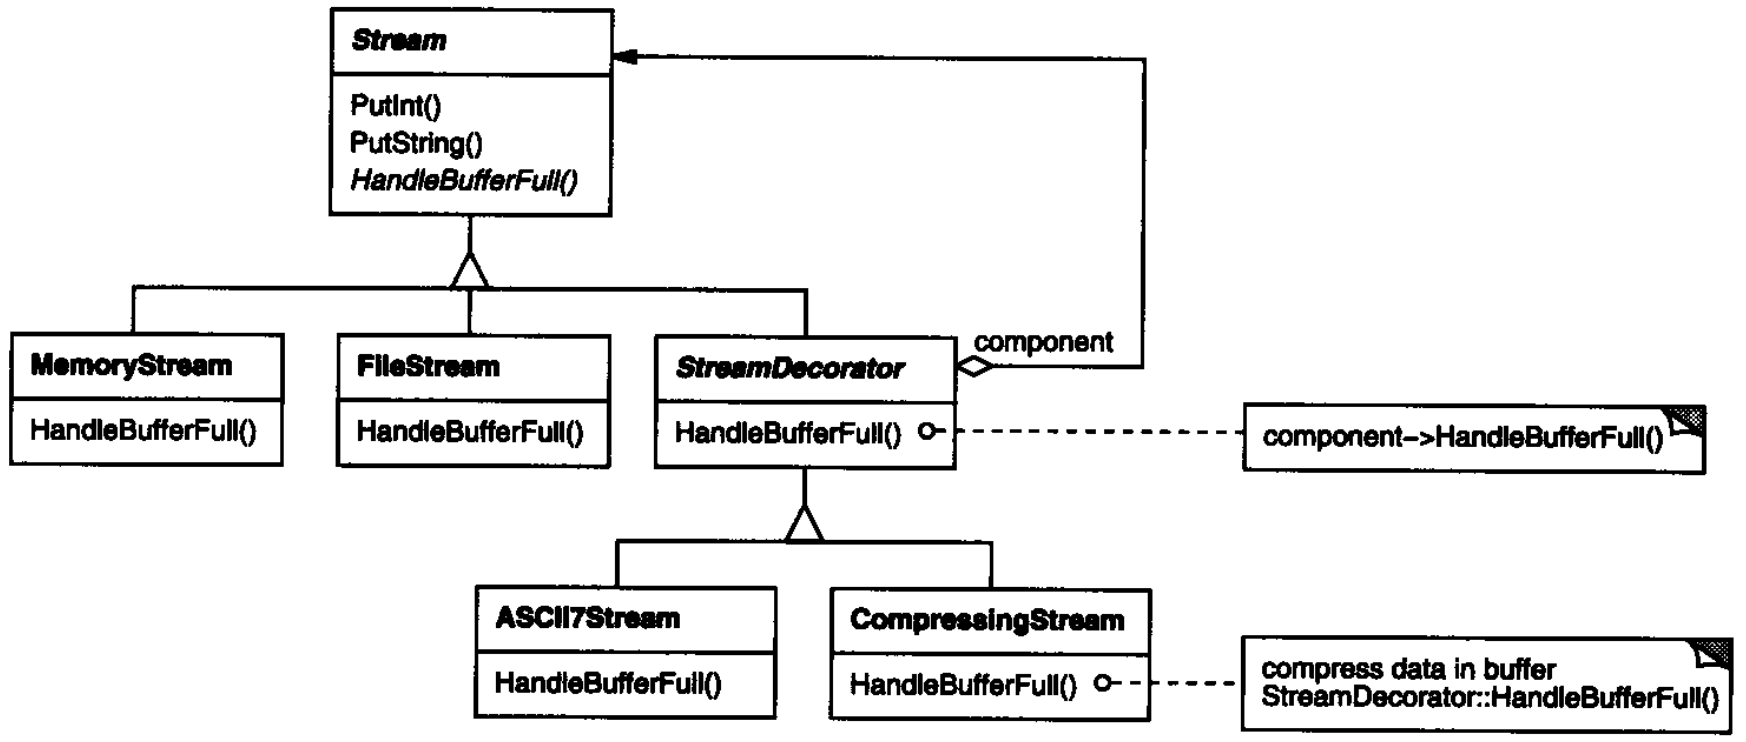 Stream
PutInt()
PutString()
HandleBufferFull()
component
MemoryStream
HandleBufferFull()
FileStream
HandleBufferFull()
StreamDecorator
HandleBufferFull()
component->HandleBufferFull()
ASCII7Stream
HandleBufferFull()
CompressingStream
HandleBufferFull()
compress data in buffer
StreamDecorator::HandleBufferFull()